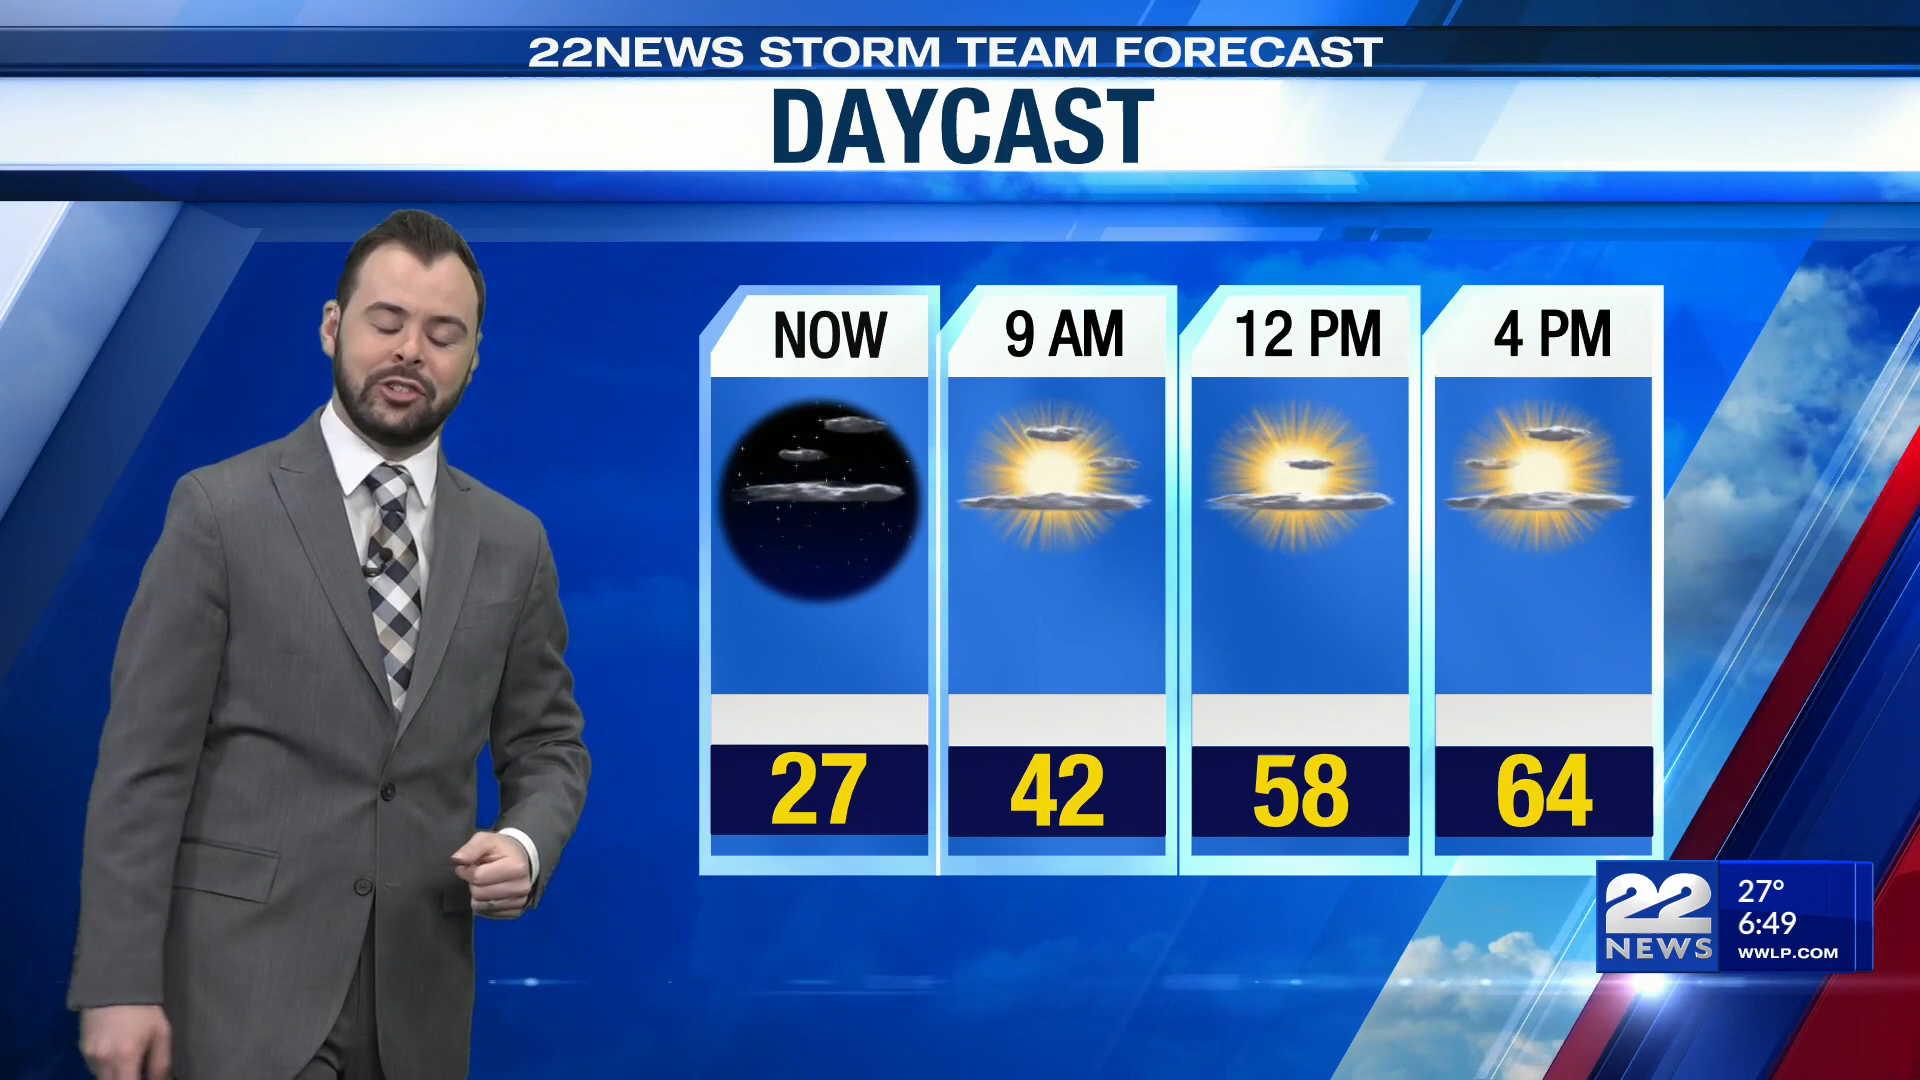 22NEWS STORM TEAM FORECAST
DAYCAST
NOW
9 AM
12 PM
4 PM
27
42
58
64
22
NEWS
27°
6:49
WWLP.COM